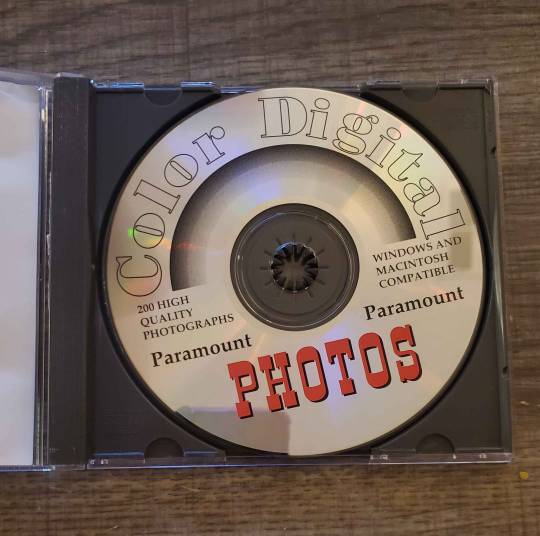 Color Digital
200 HIGH
QUALITY
PHOTOGRAPHS
WINDOWS AND
MACINTOSH
COMPATIBLE
Paramount
Paramount
PHOTOS